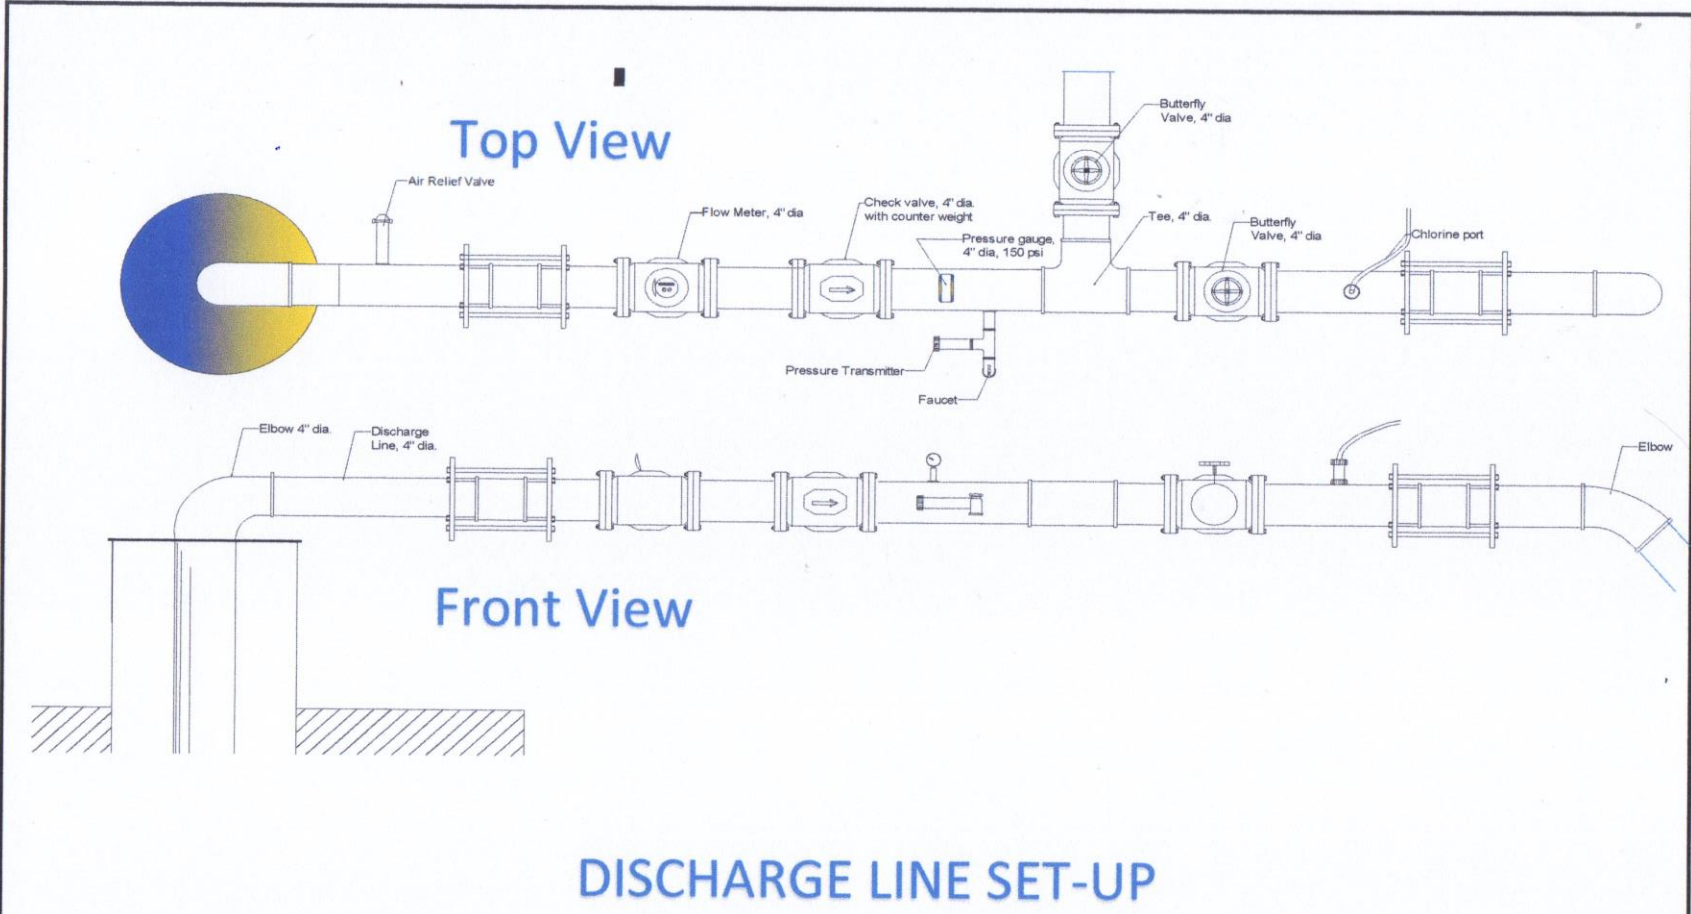 Top View
Butterfly
Valve, 4" dia
Air Relief Valve
Flow Meter, 4" dia
Check valve, 4" dia.
with counter weight
Pressure gauge,
4" dia, 150 psi
Tee, 4" dia.
Butterfly
Valve, 4" dia
Chlorine port
Pressure Transmitter
Faucet
Elbow 4" dia.
Discharge
Line, 4" dia.
Elbow
Front View
DISCHARGE LINE SET-UP